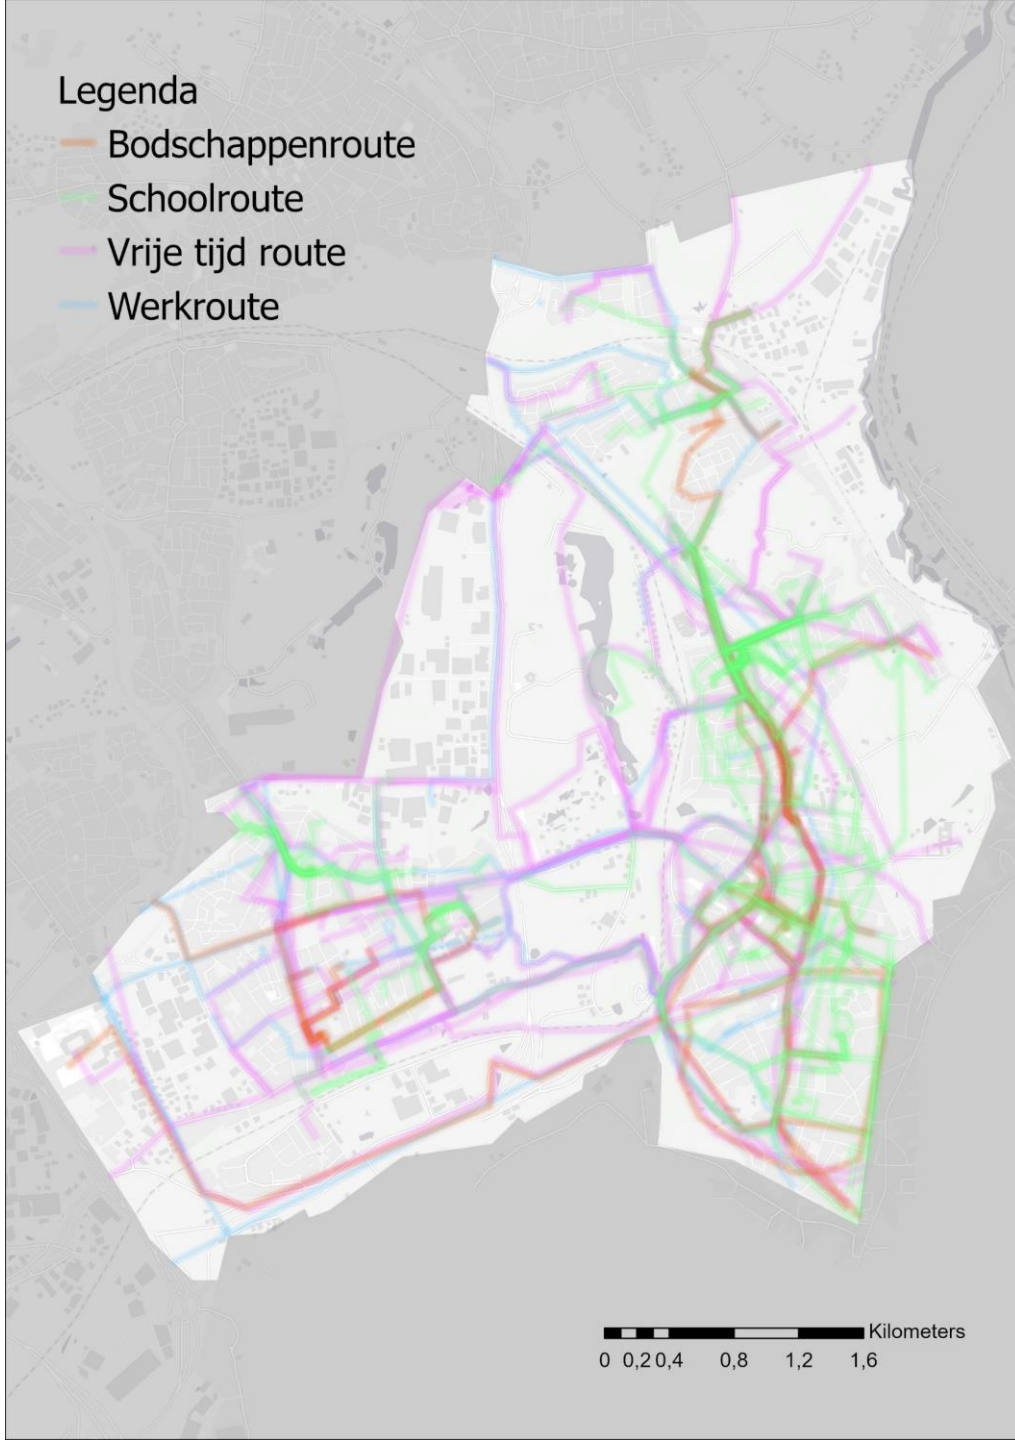 Legenda
Bodschappenroute
Schoolroute
Vrije tijd route
Werkroute
Kilometers
0 0,2 0,4 0,8 1,2 1,6